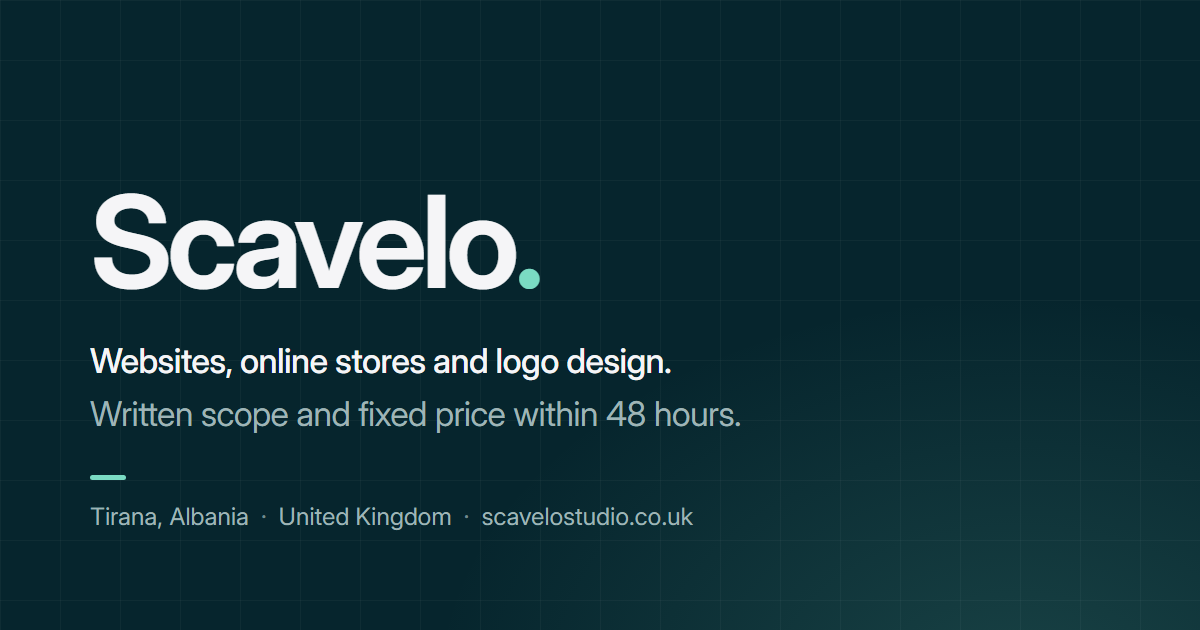 Scavelo.
Websites, online stores and logo design.
Written scope and fixed price within 48 hours.
Tirana, Albania · United Kingdom · scavelostudio.co.uk